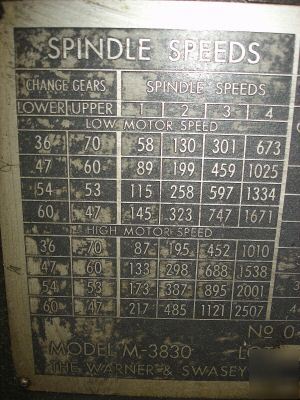 SPINDLE SPEEDS
CHANGE GEARS SPINDLE SPEEDS
LOWER UPPER 1 2 3 4
LOW MOTOR SPEED
36 70 58 130 301 673
47 60 89 199 459 1025
54 53 115 258 597 1334
60 47 145 323 747 1671
HIGH MOTOR SPEED
36 70 87 195 452 1010
47 60 133 298 688 1538
54 53 173 387 895 2001
60 47 217 485 1121 2507
No 0
MODEL M-3830
THE WARNER & SWASEY